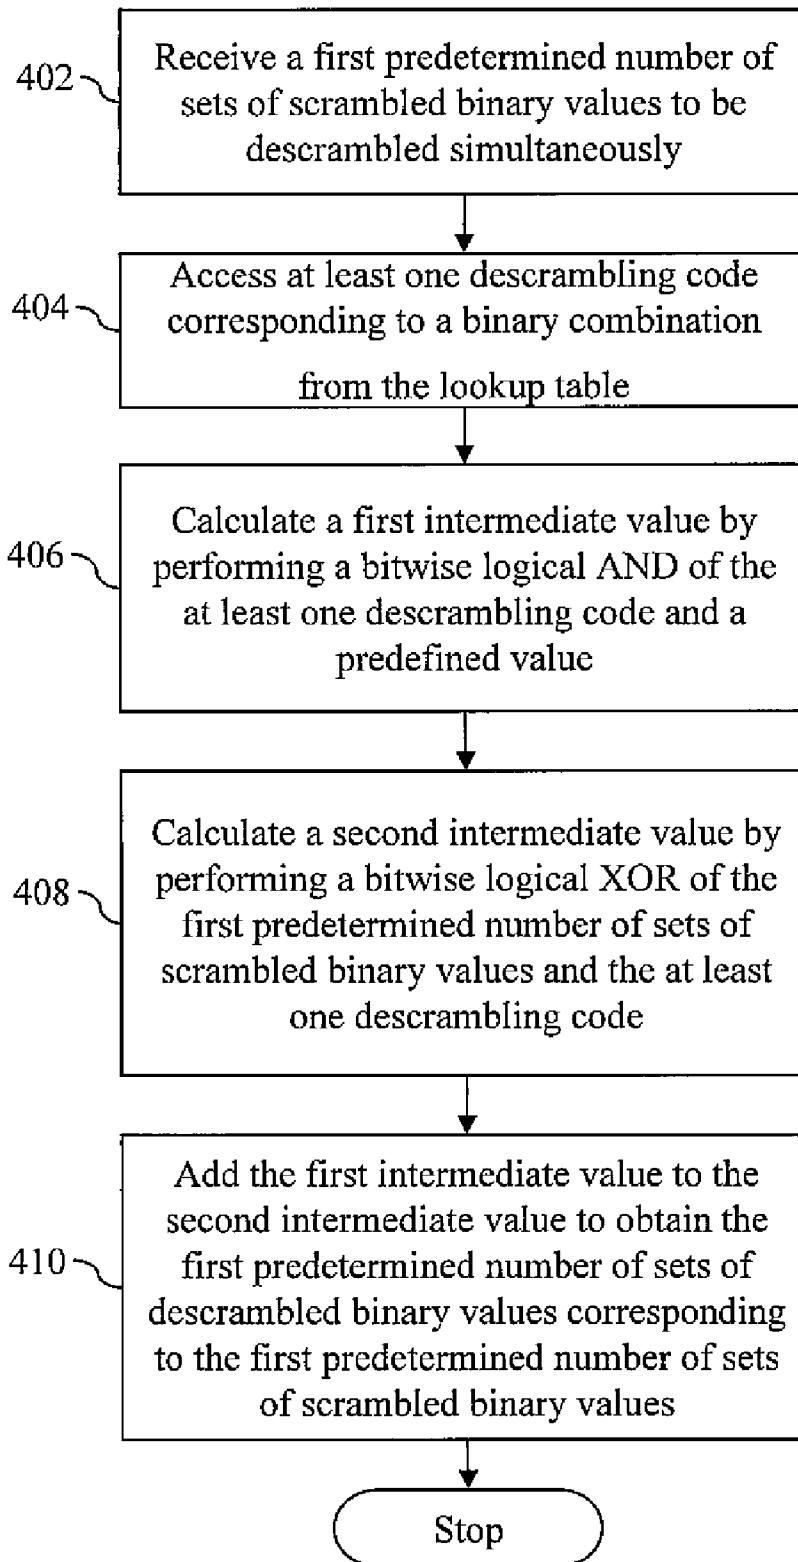 402
Receive a first predetermined number of
sets of scrambled binary values to be
descrambled simultaneously
404
Access at least one descrambling code
corresponding to a binary combination
from the lookup table
406
Calculate a first intermediate value by
performing a bitwise logical AND of the
at least one descrambling code and a
predefined value
408
Calculate a second intermediate value by
performing a bitwise logical XOR of the
first predetermined number of sets of
scrambled binary values and the at least
one descrambling code
410
Add the first intermediate value to the
second intermediate value to obtain the
first predetermined number of sets of
descrambled binary values corresponding
to the first predetermined number of sets
of scrambled binary values
Stop